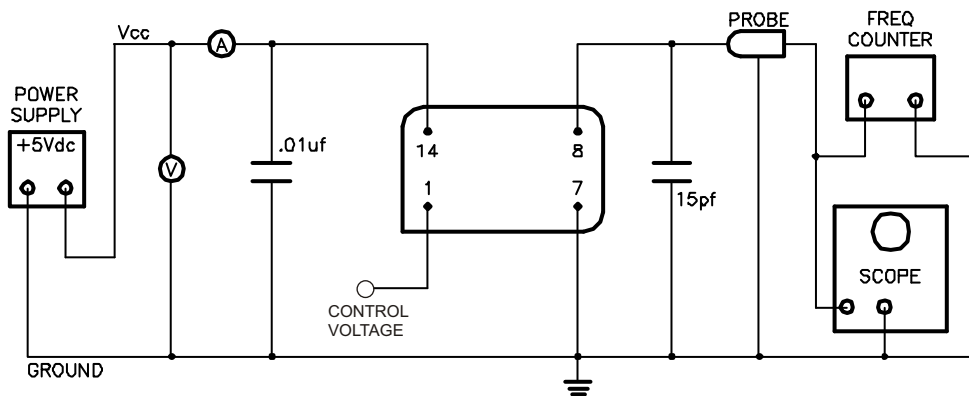 Vcc
A
PROBE
FREQ
COUNTER
POWER
SUPPLY
+5Vdc
V
.01uf
14
8
1
7
15pf
SCOPE
CONTROL
VOLTAGE
GROUND